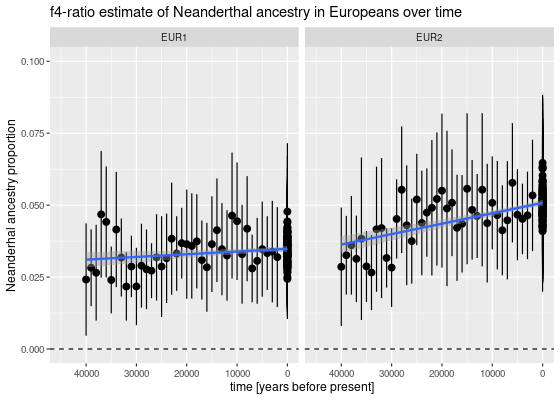 f4-ratio estimate of Neanderthal ancestry in Europeans over time
EUR1 EUR2
0.100
0.075
0.050
0.025
0.000
Neanderhal ancestry proportion
40000 30000 20000 10000 0 40000 30000 20000 10000 0
time [years before present]